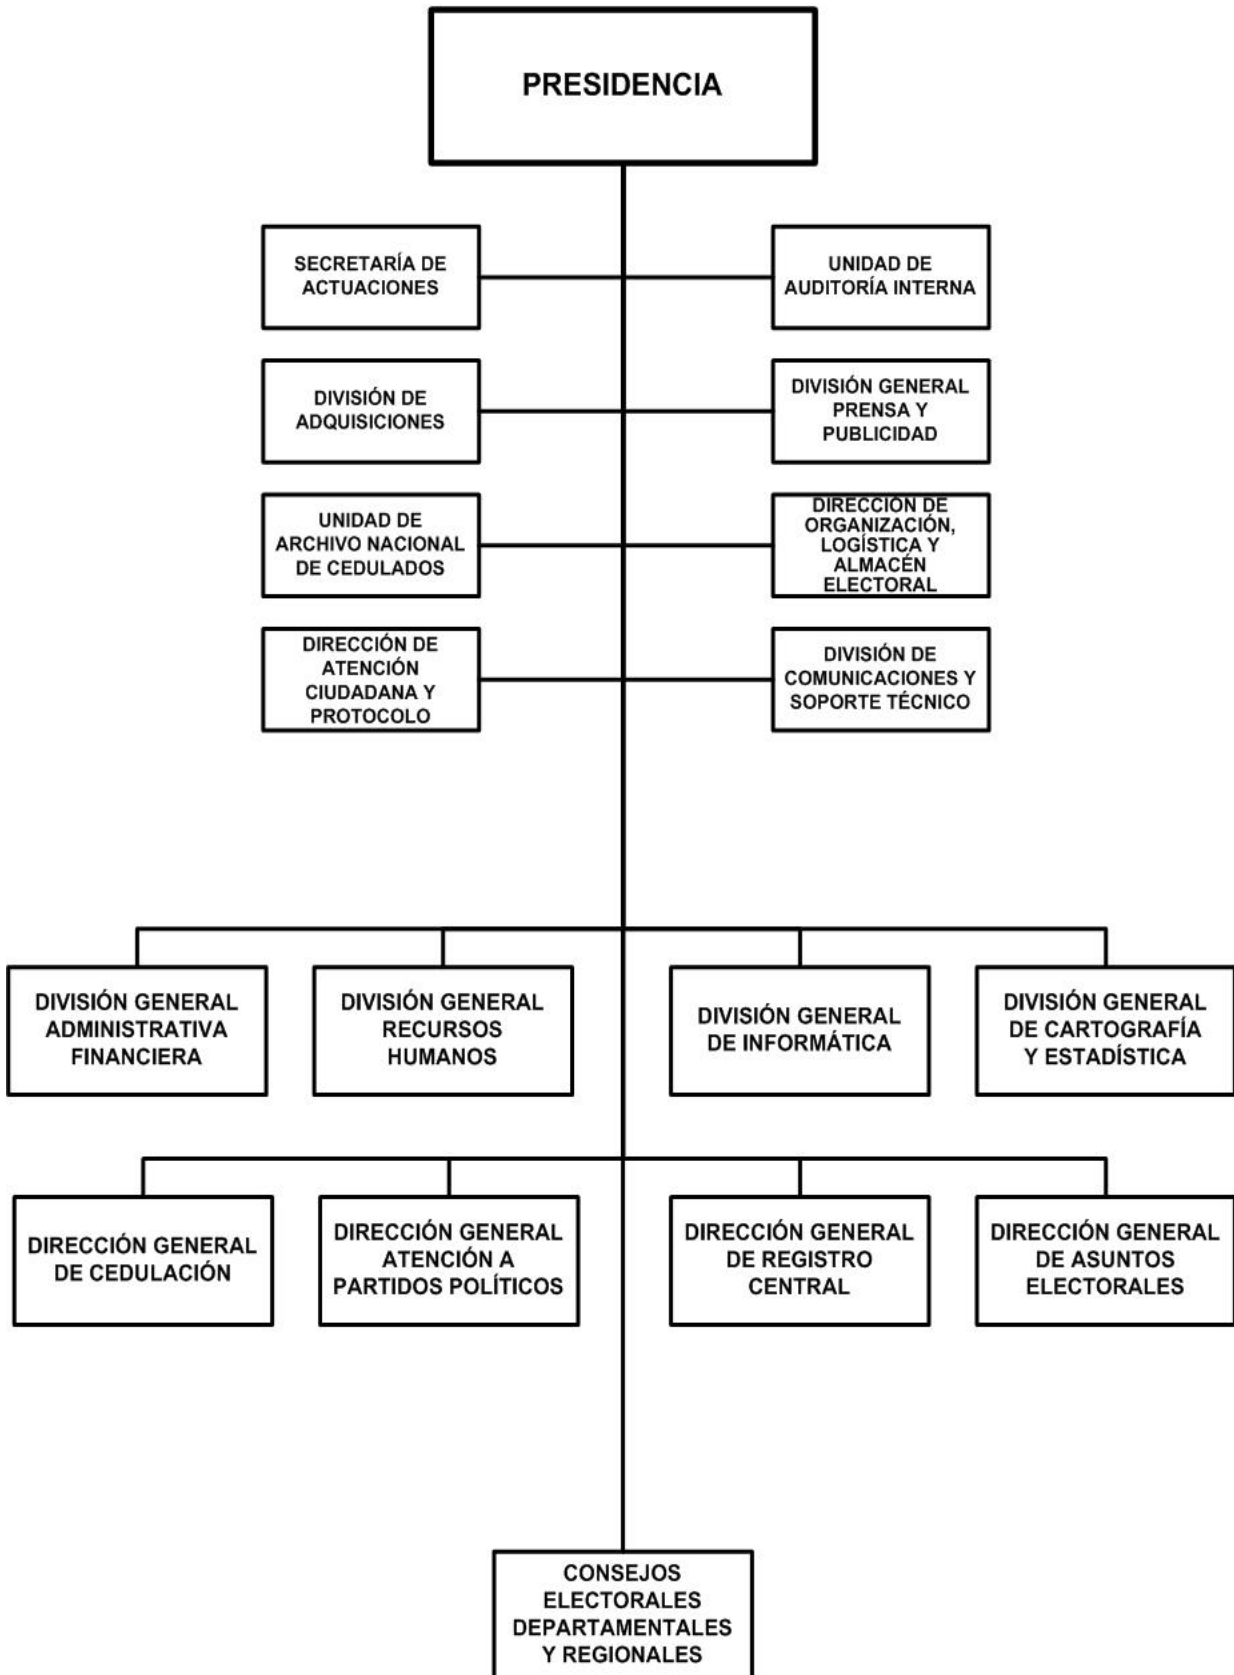 PRESIDENCIA
SECRETARÍA DE
ACTUACIONES
UNIDAD DE
AUDITORÍA INTERNA
DIVISIÓN DE
ADQUISICIONES
DIVISIÓN GENERAL
PRENSA Y
PUBLICIDAD
UNIDAD DE
ARCHIVO NACIONAL
DE CEDULADOS
DIRECCIÓN DE
ORGANIZACIÓN,
LOGÍSTICA Y
ALMACÉN
ELECTORAL
DIRECCIÓN DE
ATENCIÓN
CIUDADANA Y
PROTOCOLO
DIVISIÓN DE
COMUNICACIONES Y
SOPORTE TÉCNICO
DIVISIÓN GENERAL
ADMINISTRATIVA
FINANCIERA
DIVISIÓN GENERAL
RECURSOS
HUMANOS
DIVISIÓN GENERAL
DE INFORMÁTICA
DIVISIÓN GENERAL
DE CARTOGRAFÍA
Y ESTADÍSTICA
DIRECCIÓN GENERAL
DE CEDULACIÓN
DIRECCIÓN GENERAL
ATENCIÓN A
PARTIDOS POLÍTICOS
DIRECCIÓN GENERAL
DE REGISTRO
CENTRAL
DIRECCIÓN GENERAL
DE ASUNTOS
ELECTORALES
CONSEJOS
ELECTORALES
DEPARTAMENTALES
Y REGIONALES